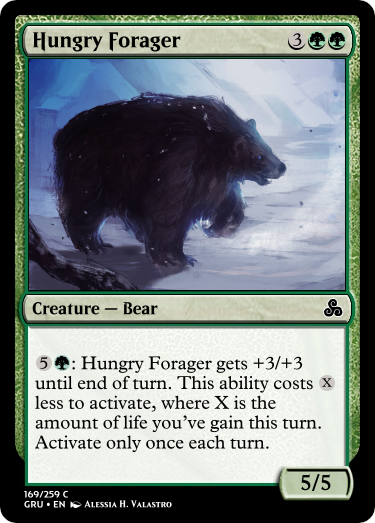 Hungry Forager 3
5 : Hungry Forager gets +3/+3
until end of turn. This ability costs X
less to activate, where X is the
amount of life you've gain this turn.
Activate only once each turn.
Creature — Bear
5/5
169/259 C
GRU • EN Alessia H. Valastro